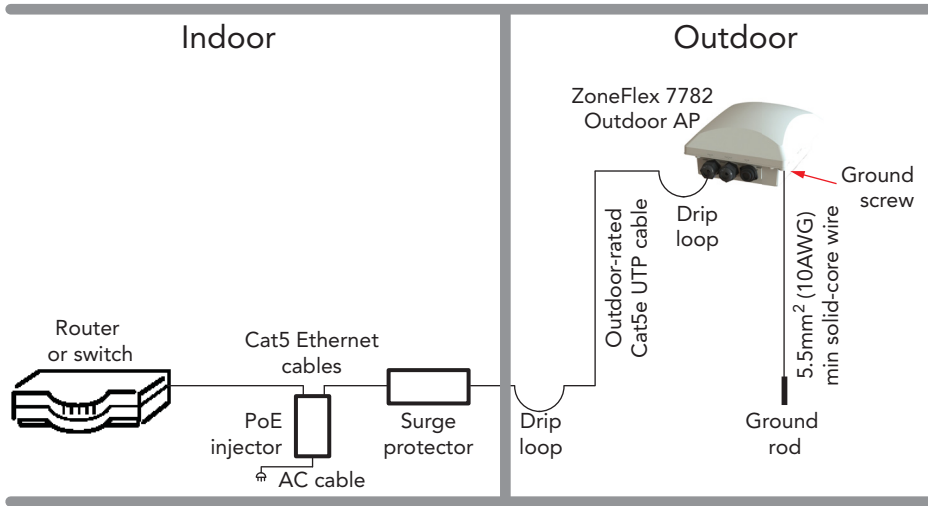 Indoor
Outdoor
ZoneFlex 7782
Outdoor AP
Ground
screw
Drip
loop
Outdoor-rated
Cat5e UTP cable
5.5mm² (10AWG)
min solid-core wire
Router
or switch
Cat5 Ethernet
cables
PoE
injector
AC cable
Surge
protector
Drip
loop
Ground
rod